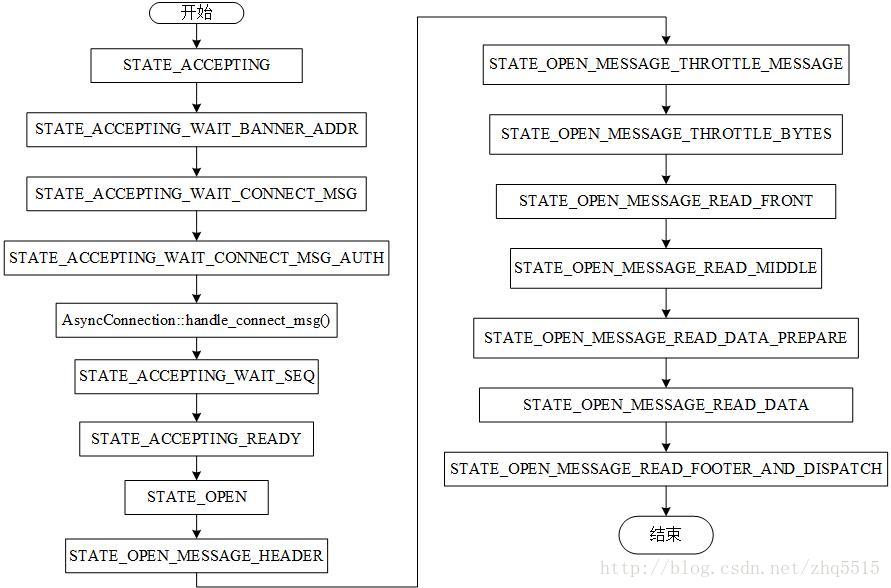 开始
STATE_ACCEPTING
STATE_ACCEPTING_WAIT_BANNER_ADDR
STATE_ACCEPTING_WAIT_CONNECT_MSG
STATE_ACCEPTING_WAIT_CONNECT_MSG_AUTH
AsyncConnection::handle_connect_msg()
STATE_ACCEPTING_WAIT_SEQ
STATE_ACCEPTING_READY
STATE_OPEN
STATE_OPEN_MESSAGE_HEADER
STATE_OPEN_MESSAGE_THROTTLE_MESSAGE
STATE_OPEN_MESSAGE_THROTTLE_BYTES
STATE_OPEN_MESSAGE_READ_FRONT
STATE_OPEN_MESSAGE_READ_MIDDLE
STATE_OPEN_MESSAGE_READ_DATA_PREPARE
STATE_OPEN_MESSAGE_READ_DATA
STATE_OPEN_MESSAGE_READ_FOOTER_AND_DISPATCH
结束
http://blog.csdn.net/zhq5515